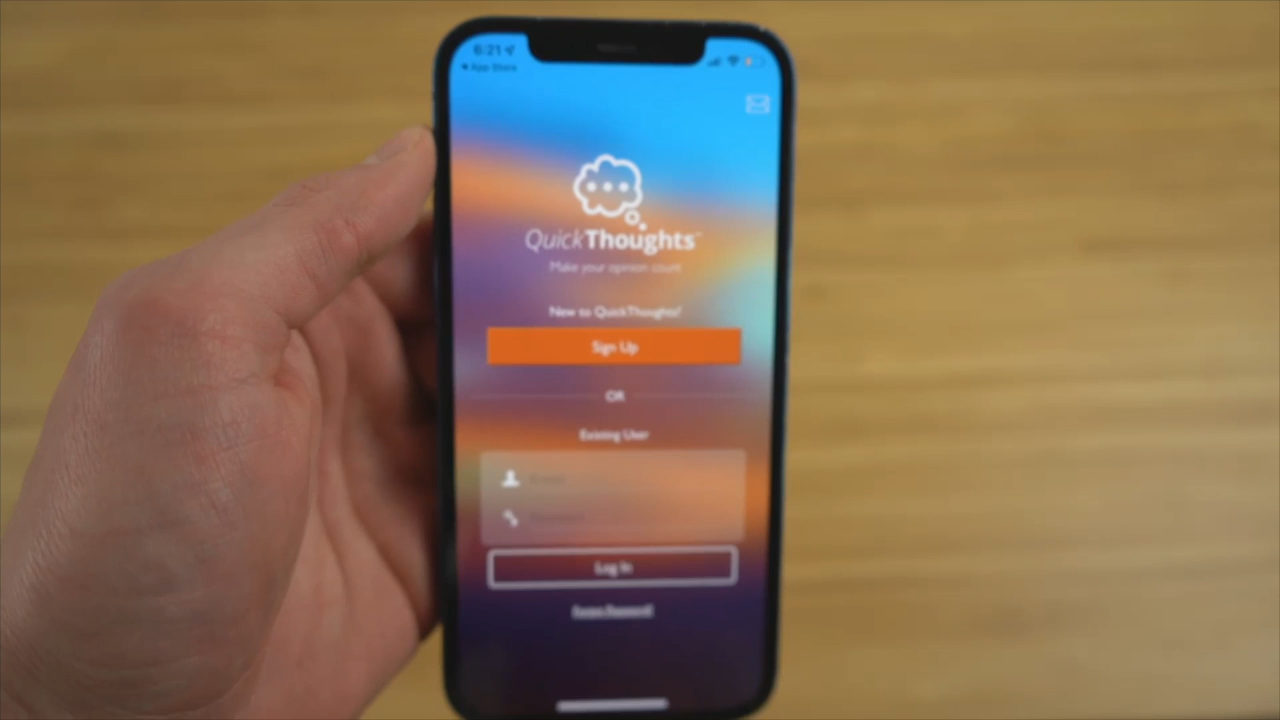 6:21
App Store
QuickThoughts™
Make your opinion count
New to QuickThoughts?
Sign Up
OR
Existing User
Log In
Forgot Password?